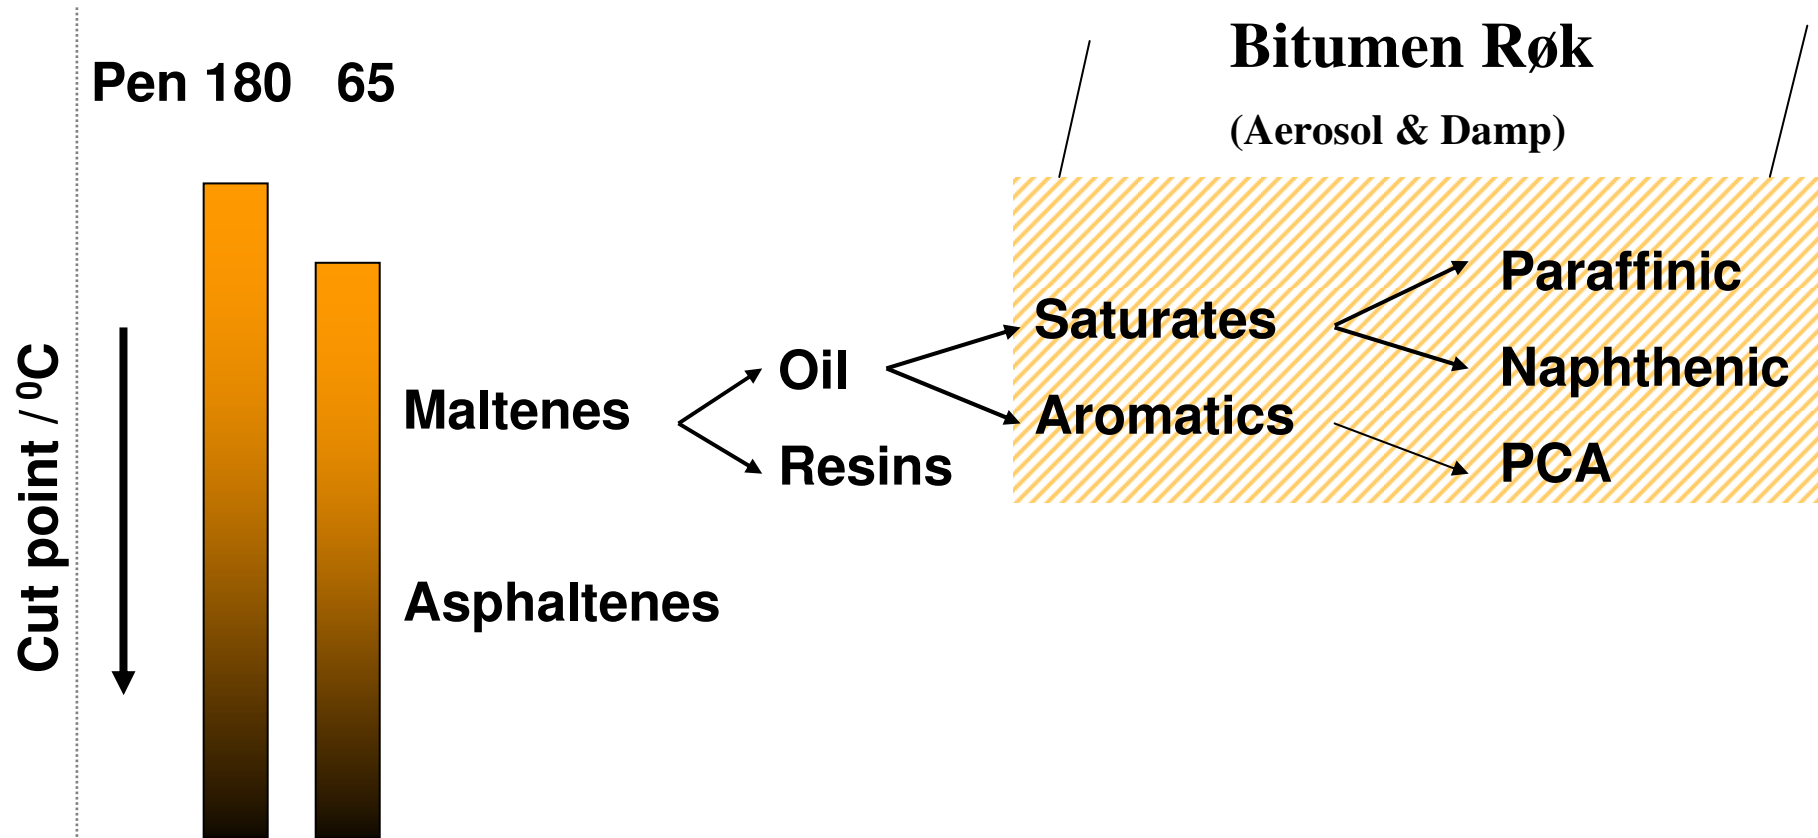 Bitumen Røk
(Aerosol & Damp)
Pen 180 65
Cut point / ⁰C
Maltenes
Asphaltenes
Oil
Resins
Saturates
Aromatics
Paraffinic
Naphthenic
PCA